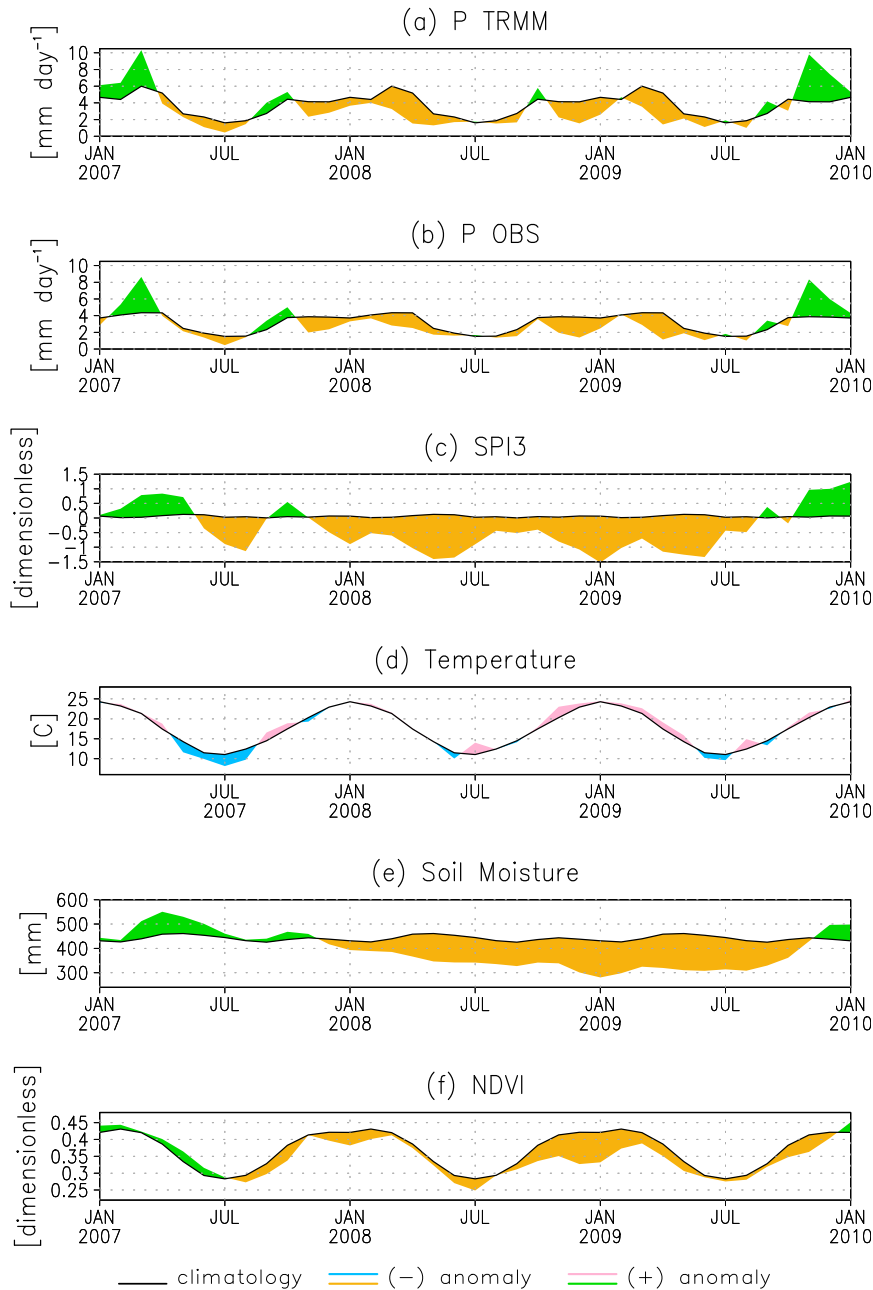 (a) P TRMM
[mm day⁻¹]
10
8
6
4
2
0
JAN JUL JAN JUL JAN JUL JAN
2007 2008 2009 2010
(b) P OBS
[mm day⁻¹]
10
8
6
4
2
0
JAN JUL JAN JUL JAN JUL JAN
2007 2008 2009 2010
(c) SPI3
[dimensionless]
1.5
1
0.5
0
−0.5
−1
−1.5
JAN JUL JAN JUL JAN JUL JAN
2007 2008 2009 2010
(d) Temperature
[C]
25
20
15
10
JUL JAN JUL JAN JUL JAN
2007 2008 2009 2010
(e) Soil Moisture
[mm]
600
500
400
300
JAN JUL JAN JUL JAN JUL JAN
2007 2008 2009 2010
(f) NDVI
[dimensionless]
0.45
0.4
0.35
0.3
0.25
JAN JUL JAN JUL JAN JUL JAN
2007 2008 2009 2010
climatology (−) anomaly (+) anomaly